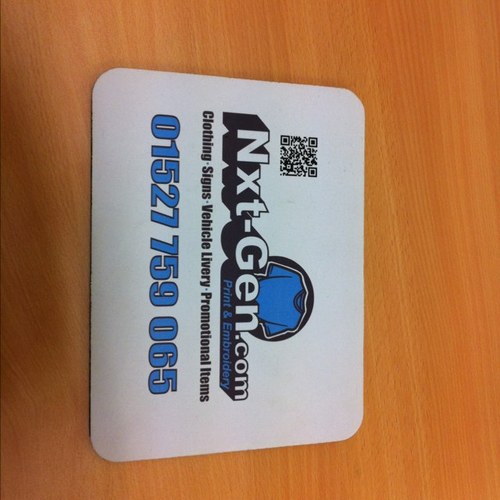 Nxt-Gen.com
Print & Embroidery
Clothing·Signs·Vehicle Livery·Promotional Items
01527 759 065